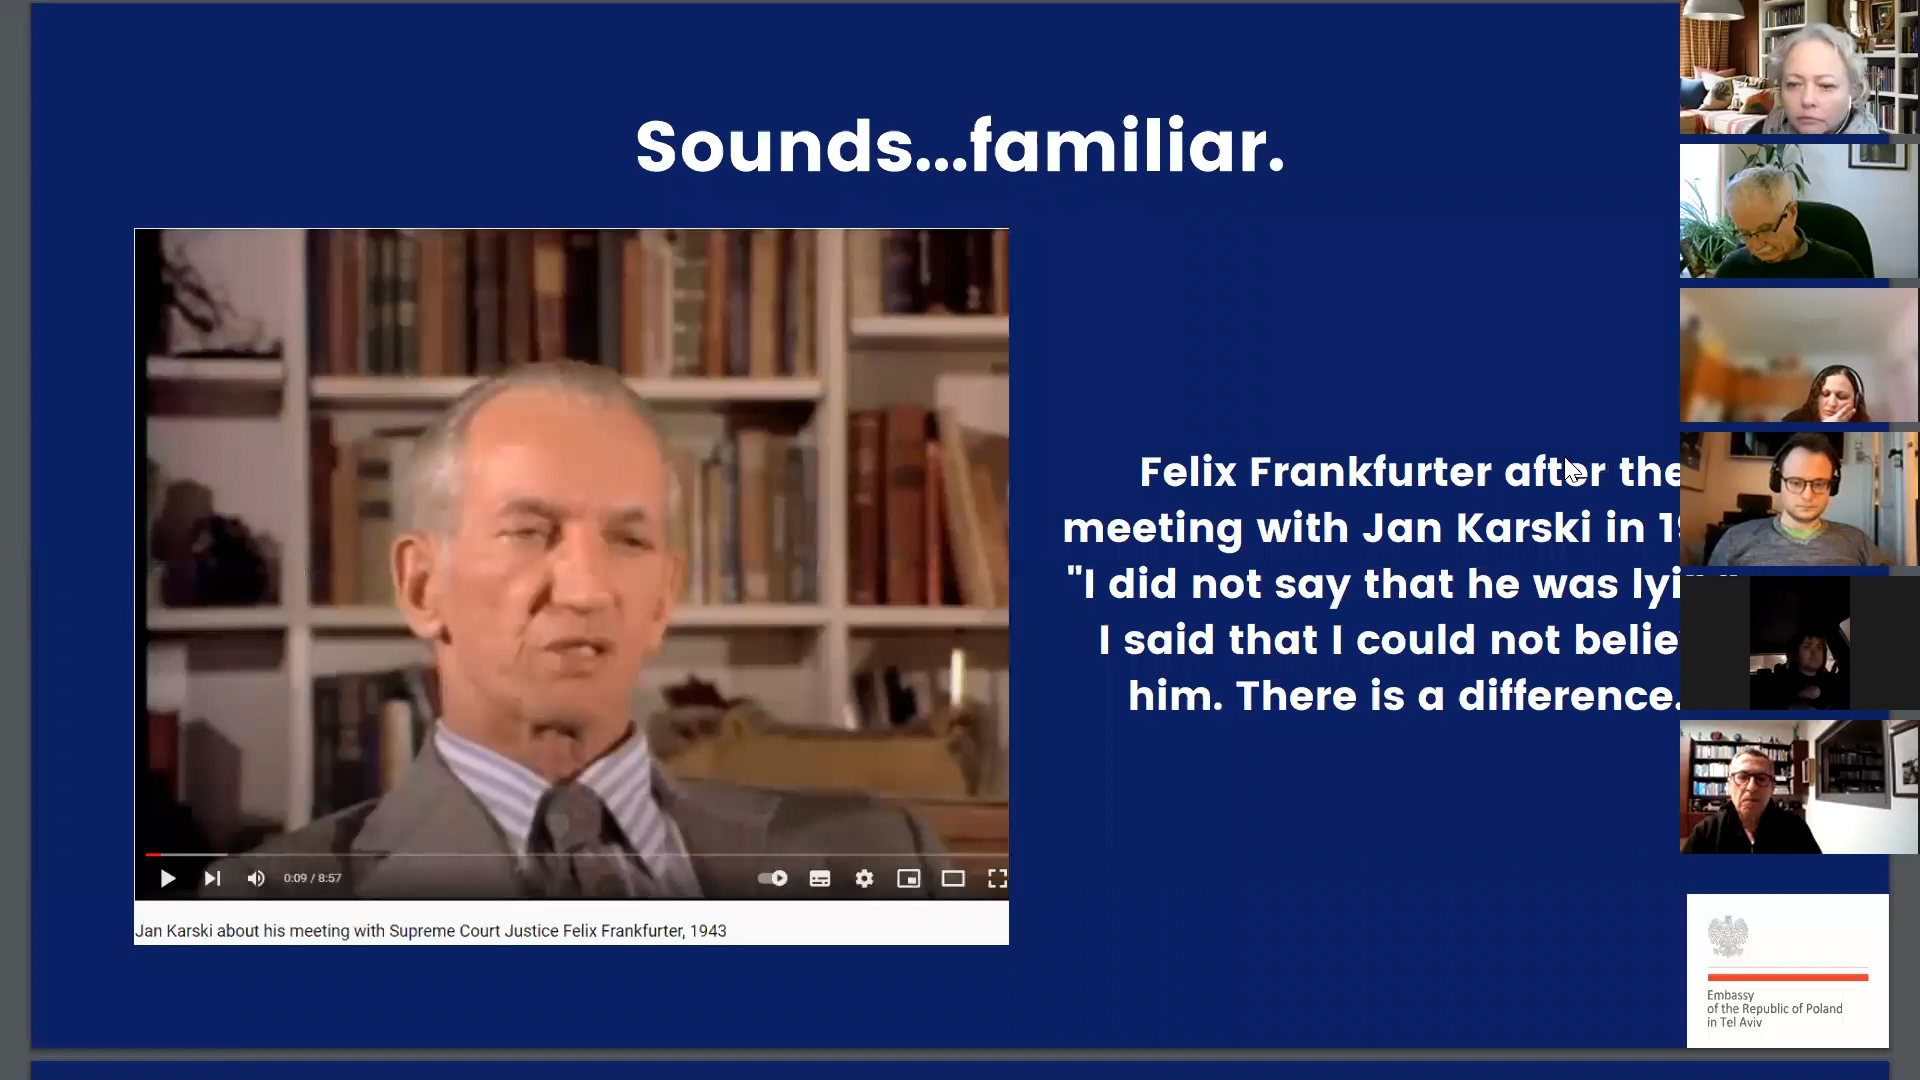 Sounds...familiar.
Felix Frankfurter after the
meeting with Jan Karski in
"I did not say that he was
I said that I could not
him. There is a difference.
0:09 / 8:57
Jan Karski about his meeting with Supreme Court Justice Felix Frankfurter, 1943
Embassy
of the Republic of Poland
in Tel Aviv